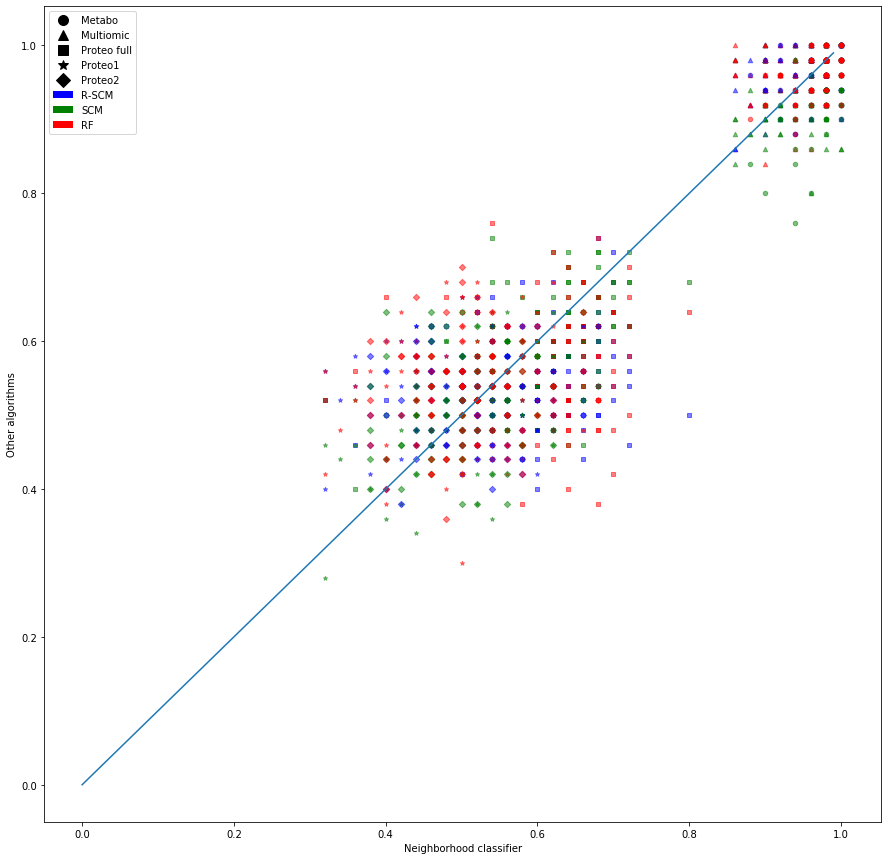 Metabo
Multiomic
Proteo full
Proteo1
Proteo2
R-SCM
SCM
RF
1.0
0.8
0.6
0.4
0.2
0.0
Other algorithms
0.0 0.2 0.4 0.6 0.8 1.0
Neighborhood classifier